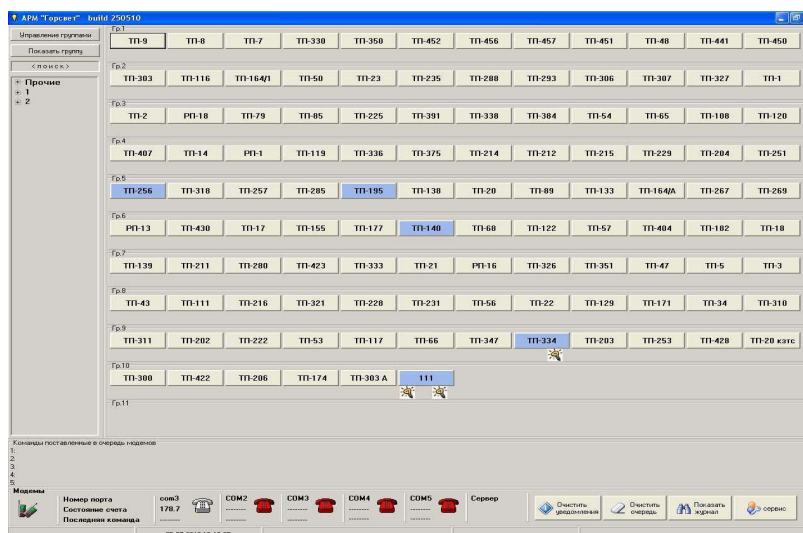 АРМ "Горсвет" build 250510
Управление группами
Показать группу
<поиск>
Прочие
1
2
Гр.1
ТП-9 ТП-8 ТП-7 ТП-330 ТП-350 ТП-452 ТП-456 ТП-457 ТП-451 ТП-48 ТП-441 ТП-450
Гр.2
ТП-303 ТП-116 ТП-164/1 ТП-50 ТП-23 ТП-235 ТП-288 ТП-293 ТП-306 ТП-307 ТП-327 ТП-1
Гр.3
ТП-2 РП-18 ТП-79 ТП-85 ТП-225 ТП-391 ТП-338 ТП-384 ТП-54 ТП-65 ТП-108 ТП-120
Гр.4
ТП-407 ТП-14 РП-1 ТП-119 ТП-336 ТП-375 ТП-214 ТП-212 ТП-215 ТП-229 ТП-204 ТП-251
Гр.5
ТП-256 ТП-318 ТП-257 ТП-285 ТП-195 ТП-138 ТП-20 ТП-89 ТП-133 ТП-164/А ТП-267 ТП-269
Гр.6
РП-13 ТП-430 ТП-17 ТП-155 ТП-177 ТП-140 ТП-68 ТП-122 ТП-57 ТП-404 ТП-182 ТП-18
Гр.7
ТП-139 ТП-211 ТП-280 ТП-423 ТП-333 ТП-21 РП-16 ТП-326 ТП-351 ТП-47 ТП-5 ТП-3
Гр.8
ТП-43 ТП-111 ТП-216 ТП-321 ТП-228 ТП-231 ТП-56 ТП-22 ТП-129 ТП-171 ТП-34 ТП-310
Гр.9
ТП-311 ТП-202 ТП-222 ТП-53 ТП-117 ТП-66 ТП-347 ТП-334 ТП-203 ТП-253 ТП-428 ТП-20 кэтс
Гр.10
ТП-300 ТП-422 ТП-206 ТП-174 ТП-303 А 111
Гр.11
Команды поставленные в очередь модемов
1:
2:
3:
4:
5:
Модемы
Номер порта com3 COM2 COM3 COM4 COM5 Сервер
Состояние счета 178.7 -------- -------- -------- --------
Последняя команда -------- -------- -------- -------- --------
Очистить уведомления
Очистить очередь
Показать журнал
сервис